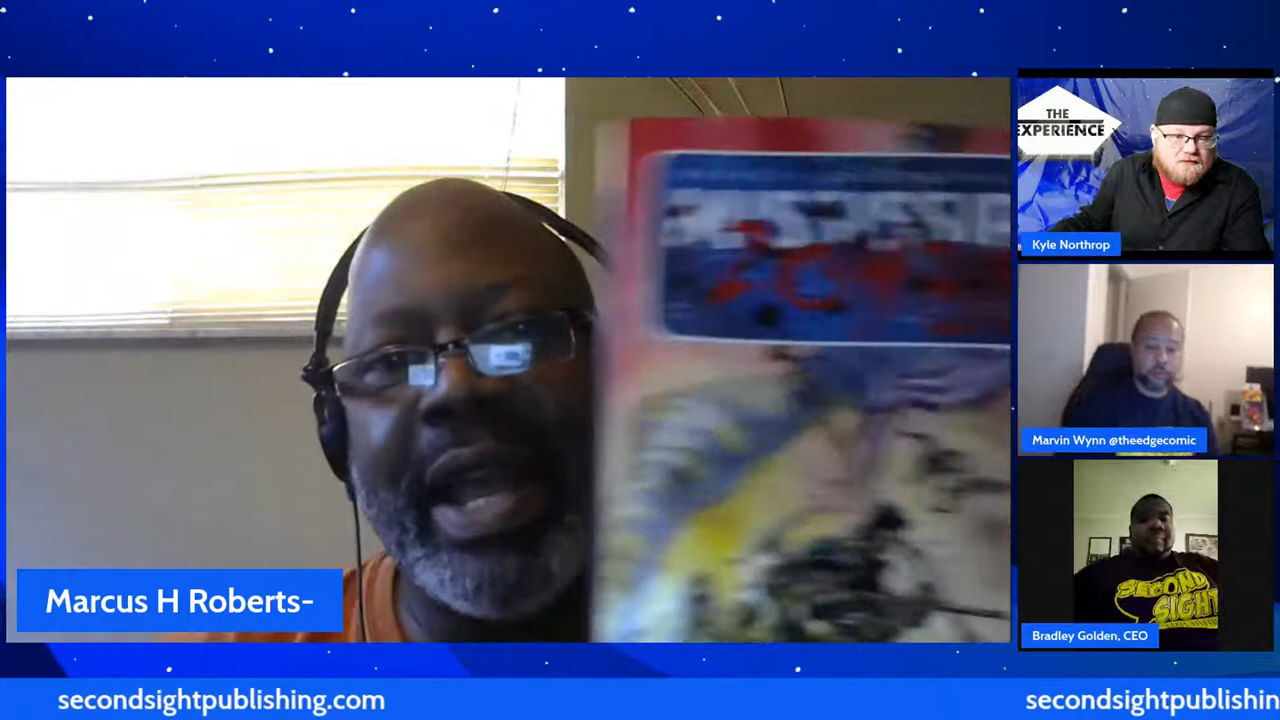 THE
EXPERIENCE
Kyle Northrop
Marvin Wynn @theedgecomic
SECOND
SIGHT
Bradley Golden, CEO
Marcus H Roberts-
secondsightpublishing.com
secondsightpublishin